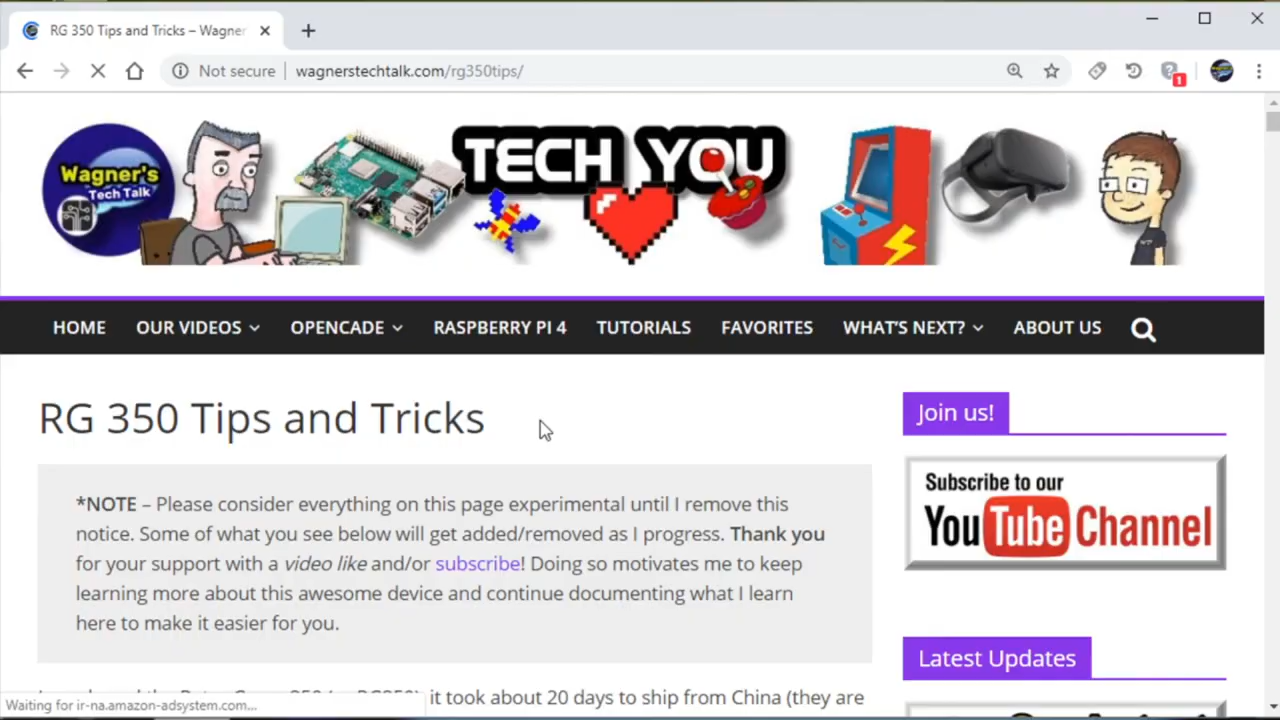 RG 350 Tips and Tricks – Wagner
Not secure
wagnerstechtalk.com/rg350tips/
1
Wagner's
Tech Talk
TECH YOU
HOME
OUR VIDEOS
OPENCADE
RASPBERRY PI 4
TUTORIALS
FAVORITES
WHAT'S NEXT?
ABOUT US
RG 350 Tips and Tricks
*NOTE – Please consider everything on this page experimental until I remove this
notice. Some of what you see below will get added/removed as I progress. Thank you
for your support with a video like and/or subscribe! Doing so motivates me to keep
learning more about this awesome device and continue documenting what I learn
here to make it easier for you.
it took about 20 days to ship from China (they are
Join us!
Subscribe to our
YouTube Channel
Latest Updates
Waiting for ir-na.amazon-adsystem.com...